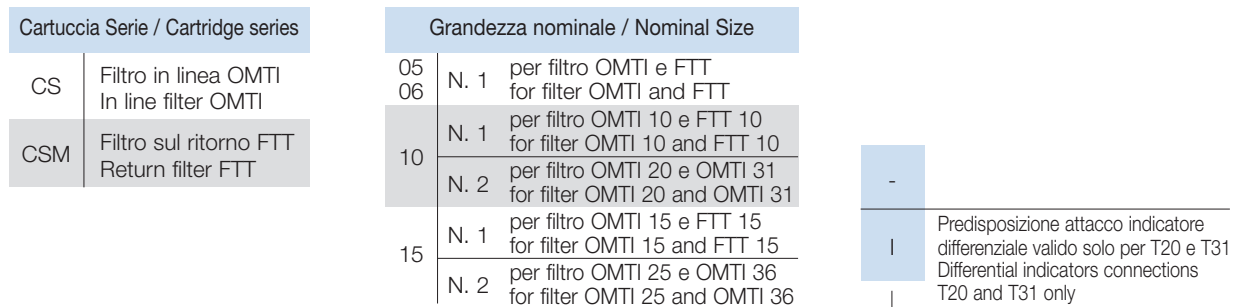 Cartuccia Serie / Cartridge series
CS
Filtro in linea OMTI
In line filter OMTI
CSM
Filtro sul ritorno FTT
Return filter FTT
Grandezza nominale / Nominal Size
05
06
N. 1
per filtro OMTI e FTT
for filter OMTI and FTT
10
N. 1
per filtro OMTI 10 e FTT 10
for filter OMTI 10 and FTT 10
N. 2
per filtro OMTI 20 e OMTI 31
for filter OMTI 20 and OMTI 31
15
N. 1
per filtro OMTI 15 e FTT 15
for filter OMTI 15 and FTT 15
N. 2
per filtro OMTI 25 e OMTI 36
for filter OMTI 25 and OMTI 36
-
I
Predisposizione attacco indicatore
differenziale valido solo per T20 e T31
Differential indicators connections
T20 and T31 only